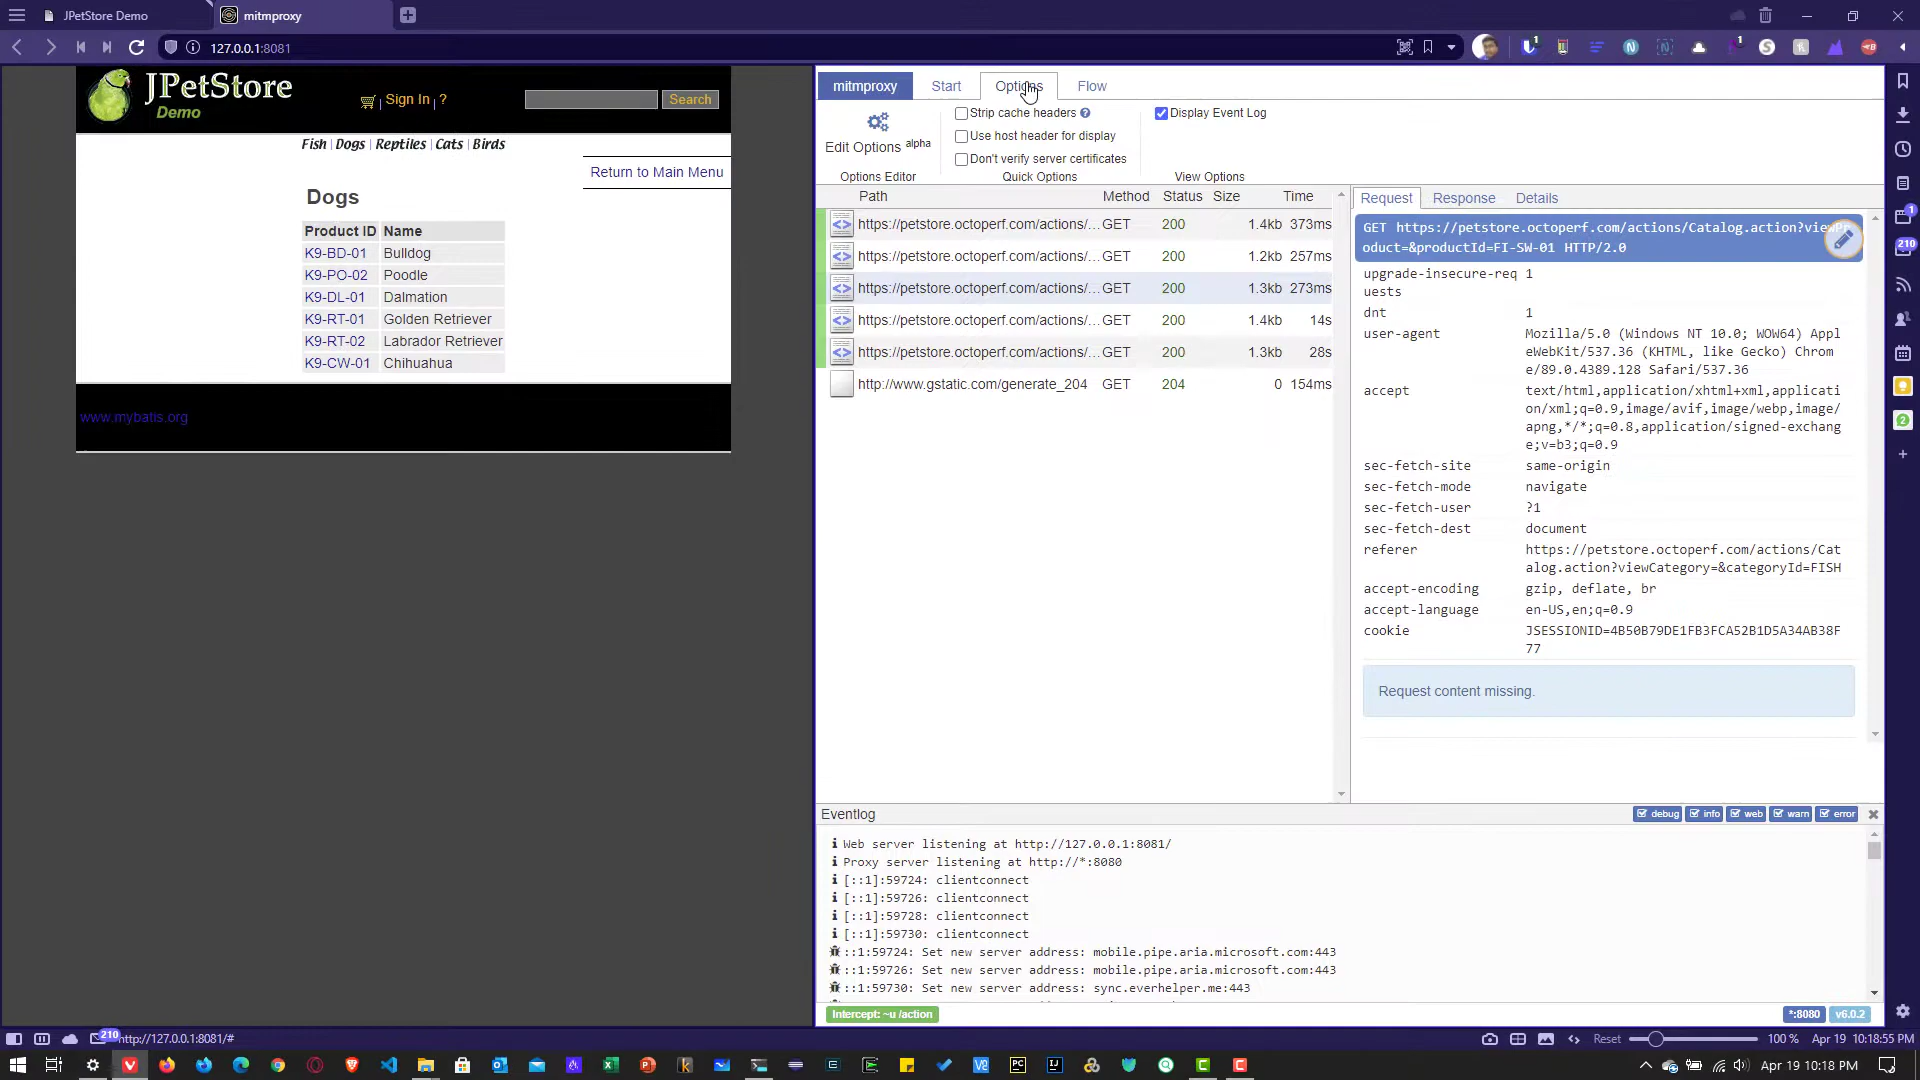 JPetStore Demo
mitmproxy
127.0.0.1:8081
JPetStore
Demo
Sign In | ?
Search
Fish | Dogs | Reptiles | Cats | Birds
Return to Main Menu
Dogs
Product ID Name
K9-BD-01 Bulldog
K9-PO-02 Poodle
K9-DL-01 Dalmation
K9-RT-01 Golden Retriever
K9-RT-02 Labrador Retriever
K9-CW-01 Chihuahua
www.mybatis.org
mitmproxy Start Options Flow
Edit Options alpha
Options Editor
Strip cache headers
Use host header for display
Don't verify server certificates
Quick Options
Display Event Log
View Options
Path Method Status Size Time
https://petstore.octoperf.com/actions/... GET 200 1.4kb 373ms
https://petstore.octoperf.com/actions/... GET 200 1.2kb 257ms
https://petstore.octoperf.com/actions/... GET 200 1.3kb 273ms
https://petstore.octoperf.com/actions/... GET 200 1.4kb 14s
https://petstore.octoperf.com/actions/... GET 200 1.3kb 28s
http://www.gstatic.com/generate_204 GET 204 0 154ms
Request Response Details
GET https://petstore.octoperf.com/actions/Catalog.action?viewPr
oduct=&productId=FI-SW-01 HTTP/2.0
upgrade-insecure-req 1
uests
dnt 1
user-agent Mozilla/5.0 (Windows NT 10.0; WOW64) Appl
eWebKit/537.36 (KHTML, like Gecko) Chrom
e/89.0.4389.128 Safari/537.36
accept text/html,application/xhtml+xml,applicati
on/xml;q=0.9,image/avif,image/webp,image/
apng,*/*;q=0.8,application/signed-exchang
e;v=b3;q=0.9
sec-fetch-site same-origin
sec-fetch-mode navigate
sec-fetch-user ?1
sec-fetch-dest document
referer https://petstore.octoperf.com/actions/Cat
alog.action?viewCategory=&categoryId=FISH
accept-encoding gzip, deflate, br
accept-language en-US,en;q=0.9
cookie JSESSIONID=4B50B79DE1FB3FCA52B1D5A34AB38F
77
Request content missing.
Eventlog debug info web warn error
Web server listening at http://127.0.0.1:8081/
Proxy server listening at http://*:8080
[::1]:59724: clientconnect
[::1]:59726: clientconnect
[::1]:59728: clientconnect
[::1]:59730: clientconnect
::1:59724: Set new server address: mobile.pipe.aria.microsoft.com:443
::1:59726: Set new server address: mobile.pipe.aria.microsoft.com:443
::1:59730: Set new server address: sync.everhelper.me:443
Intercept: ~u /action *:8080 v6.0.2
210 http://127.0.0.1:8081/# Reset 100 % Apr 19 10:18:55 PM
Apr 19 10:18 PM